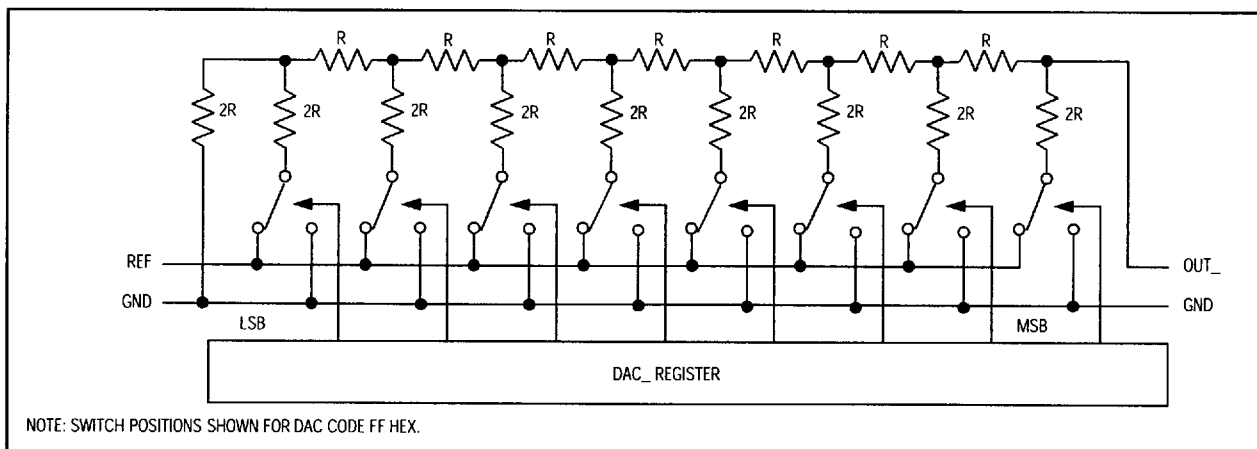 R R R R R R R
2R 2R 2R 2R 2R 2R 2R 2R 2R
REF OUT_
GND GND
LSB MSB
DAC_ REGISTER
NOTE: SWITCH POSITIONS SHOWN FOR DAC CODE FF HEX.